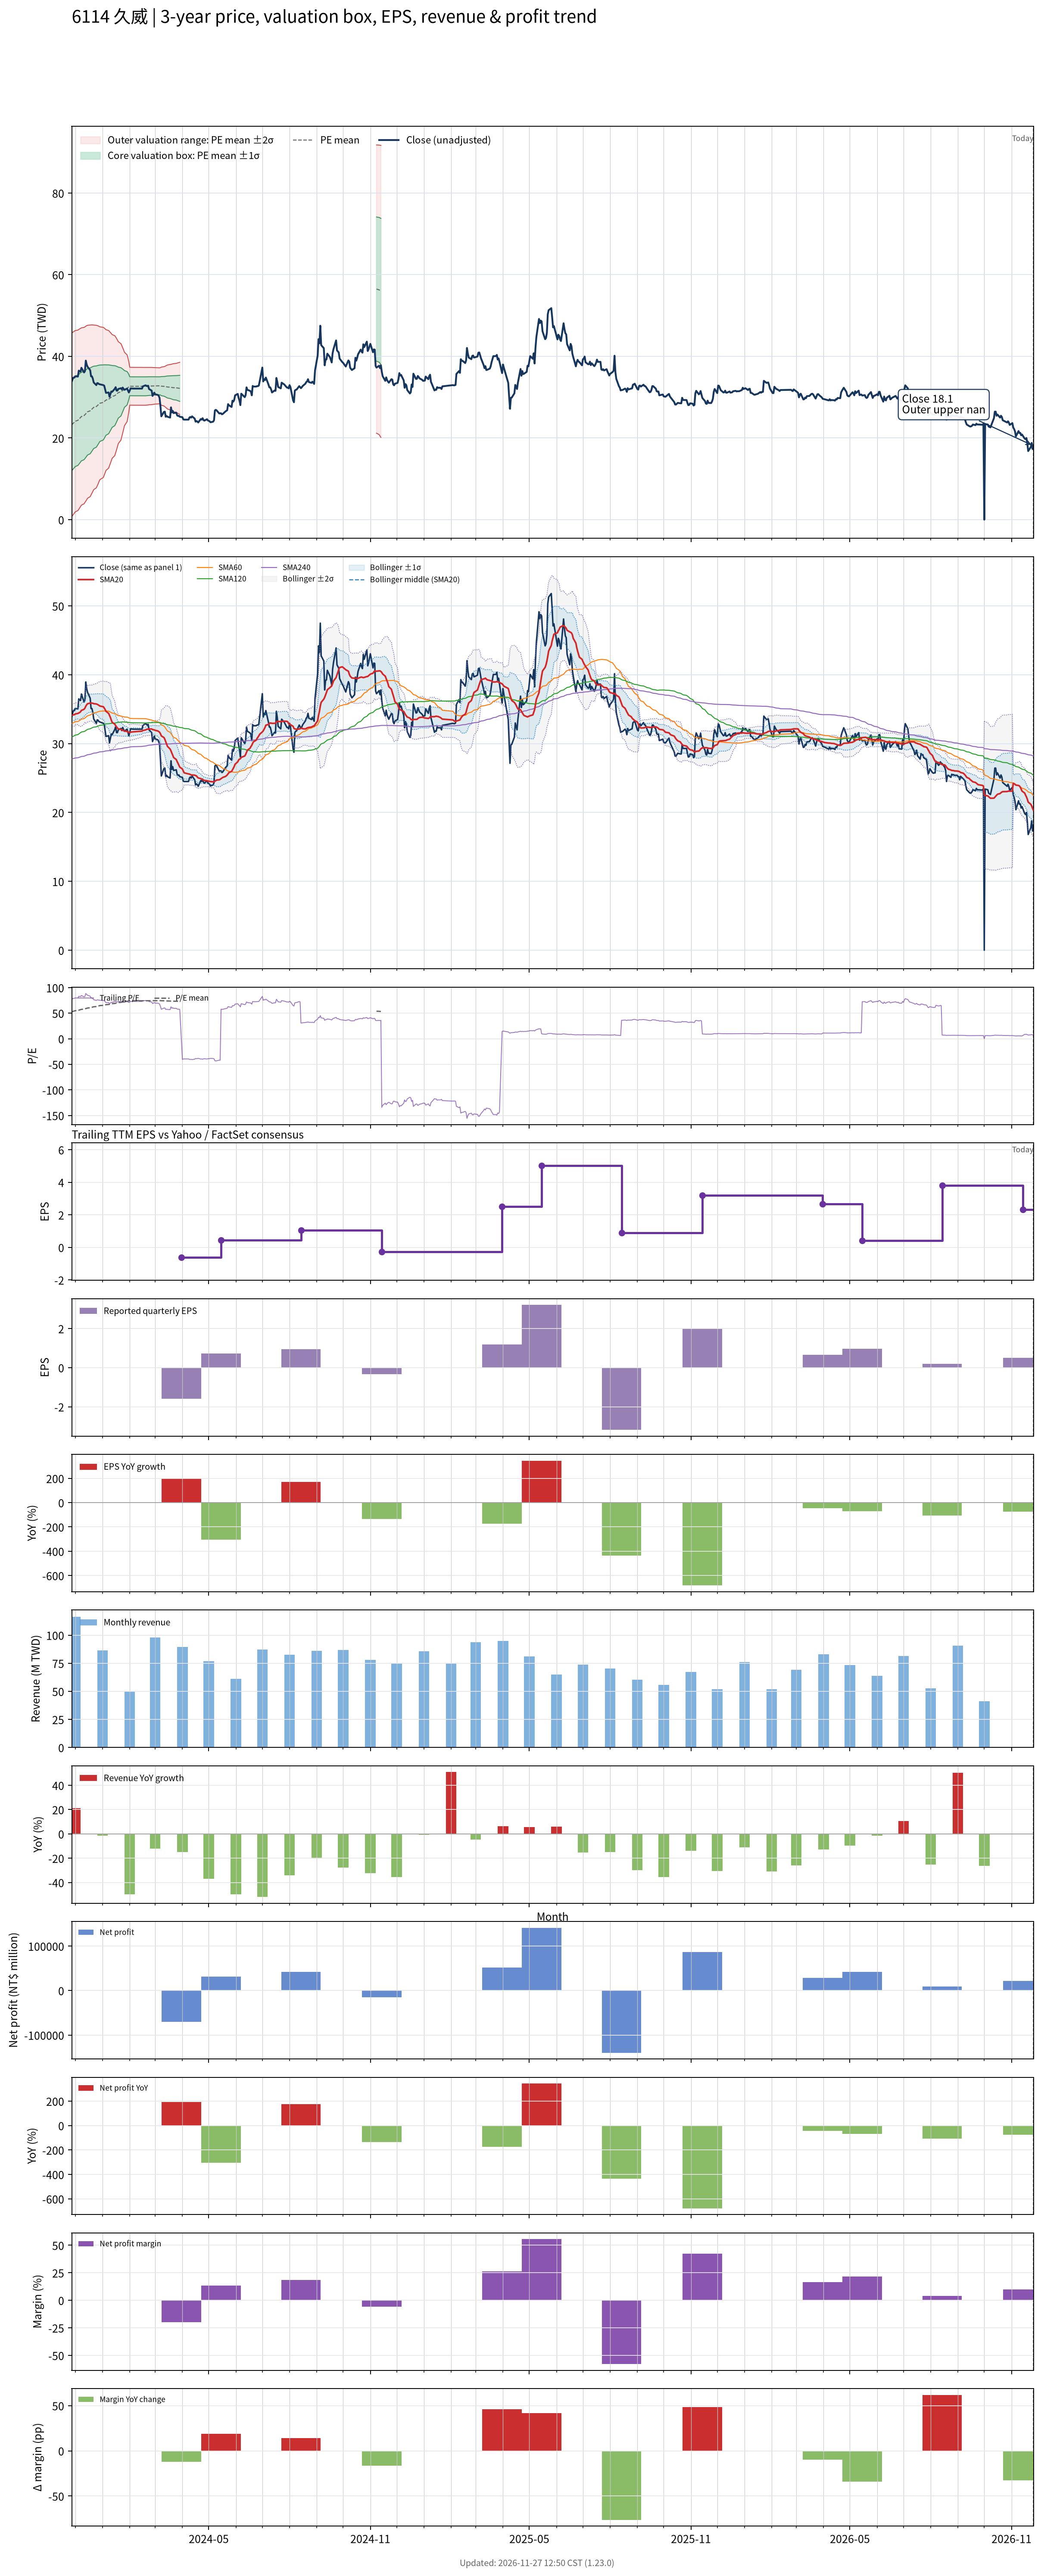 6114 久威 | 3-year price, valuation box, EPS, revenue & profit trend
Outer valuation range: PE mean ±2σ
Core valuation box: PE mean ±1σ
PE mean
Close (unadjusted)
Today
Price (TWD)
80
60
40
20
0
Close 18.1
Outer upper nan
Close (same as panel 1)
SMA20
SMA60
SMA120
SMA240
Bollinger ±2σ
Bollinger ±1σ
Bollinger middle (SMA20)
Price
50
40
30
20
10
0
Trailing P/E
P/E mean
P/E
100
50
0
-50
-100
-150
Trailing TTM EPS vs Yahoo / FactSet consensus
Today
EPS
6
4
2
0
-2
Reported quarterly EPS
EPS
2
0
-2
EPS YoY growth
YoY (%)
200
0
-200
-400
-600
Monthly revenue
Revenue (M TWD)
100
75
50
25
0
Revenue YoY growth
YoY (%)
40
20
0
-20
-40
Month
Net profit
Net profit (NT$ million)
100000
0
-100000
Net profit YoY
YoY (%)
200
0
-200
-400
-600
Net profit margin
Margin (%)
50
25
0
-25
-50
Margin YoY change
Δ margin (pp)
50
0
-50
2024-05
2024-11
2025-05
2025-11
2026-05
2026-11
Updated: 2026-11-27 12:50 CST (1.23.0)